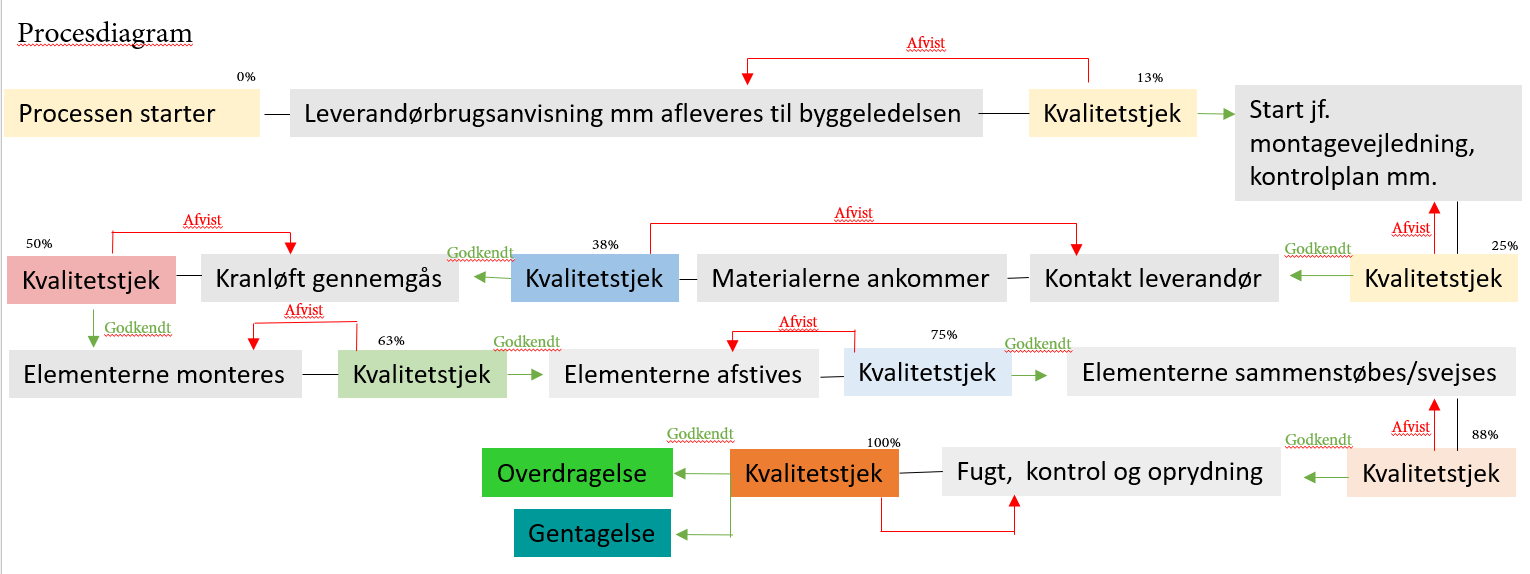 Procesdiagram
Afvist
0%
13%
Processen starter
Leverandørbrugsanvisning mm afleveres til byggeledelsen
Kvalitetstjek
Start jf.
montagevejledning,
kontrolplan mm.
Afvist
Afvist
Afvist
50%
Godkendt
38%
Godkendt
25%
Kvalitetstjek
Kranløft gennemgås
Kvalitetstjek
Materialerne ankommer
Kontakt leverandør
Kvalitetstjek
Godkendt
Afvist
Afvist
63%
Godkendt
75%
Godkendt
Elementerne monteres
Kvalitetstjek
Elementerne afstives
Kvalitetstjek
Elementerne sammenstøbes/svejses
Afvist
Godkendt
100%
Godkendt
88%
Overdragelse
Kvalitetstjek
Fugt, kontrol og oprydning
Kvalitetstjek
Gentagelse